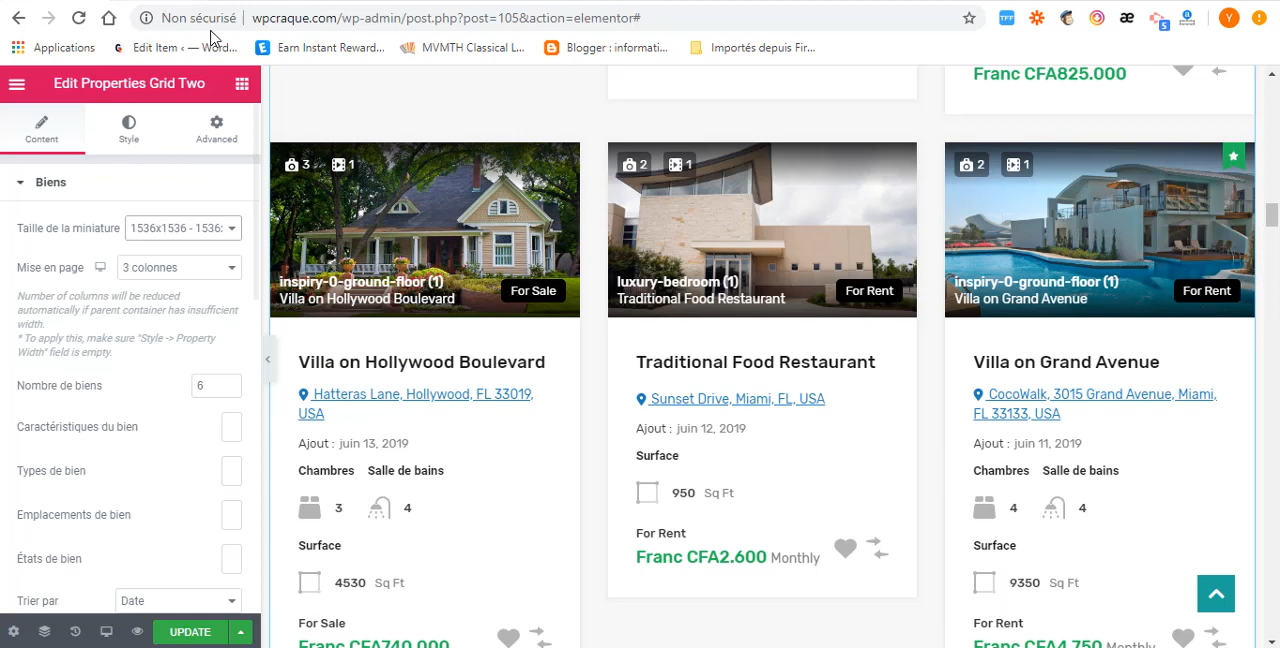 Non sécurisé wpcraque.com/wp-admin/post.php?post=105&action=elementor#
TFF æ 5 Y
Applications Edit Item ‹ — Word... Earn Instant Reward... MVMTH Classical L... Blogger : informati... Importés depuis Fir...
Edit Properties Grid Two
Content Style Advanced
Biens
Taille de la miniature 1536x1536 - 1536:
Mise en page 3 colonnes
Number of columns will be reduced
automatically if parent container has insufficient
width.
* To apply this, make sure "Style -> Property
Width" field is empty.
Nombre de biens 6
Caractéristiques du bien
Types de bien
Emplacements de bien
États de bien
Trier par Date
UPDATE
Franc CFA825.000
3 1
inspiry-0-ground-floor (1)
Villa on Hollywood Boulevard
For Sale
Villa on Hollywood Boulevard
Hatteras Lane, Hollywood, FL 33019,
USA
Ajout : juin 13, 2019
Chambres Salle de bains
3 4
Surface
4530 Sq Ft
For Sale
Franc CFA740.000
2 1
luxury-bedroom (1)
Traditional Food Restaurant
For Rent
Traditional Food Restaurant
Sunset Drive, Miami, FL, USA
Ajout : juin 12, 2019
Surface
950 Sq Ft
For Rent
Franc CFA2.600 Monthly
2 1
inspiry-0-ground-floor (1)
Villa on Grand Avenue
For Rent
Villa on Grand Avenue
CocoWalk, 3015 Grand Avenue, Miami,
FL 33133, USA
Ajout : juin 11, 2019
Chambres Salle de bains
4 4
Surface
9350 Sq Ft
For Rent
Franc CFA4.750 Monthly